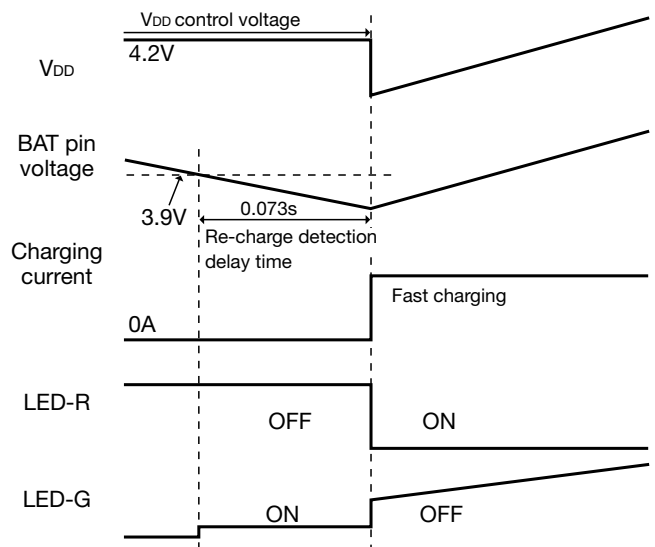 VDD control voltage
4.2V
VDD
BAT pin
voltage
3.9V
0.073s
Re-charge detection
delay time
Charging
current
Fast charging
0A
LED-R
OFF
ON
LED-G
ON
OFF